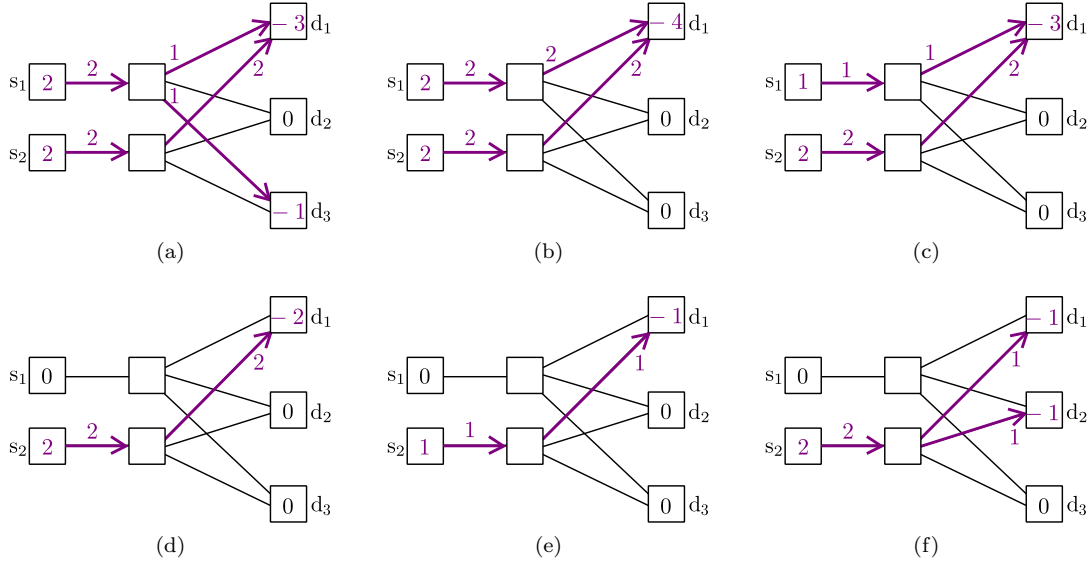 - 3 d₁ - 4 d₁ - 3 d₁
1 2 1
s₁ 2 2 2 s₁ 2 2 2 s₁ 1 1 2
1 0 d₂ 0 d₂ 0 d₂
s₂ 2 2 s₂ 2 2 s₂ 2 2
- 1 d₃ 0 d₃ 0 d₃
(a) (b) (c)
- 2 d₁ - 1 d₁ - 1 d₁
s₁ 0 2 s₁ 0 1 s₁ 0 1
0 d₂ 0 d₂ - 1 d₂
s₂ 2 2 s₂ 1 1 s₂ 2 2 1
0 d₃ 0 d₃ 0 d₃
(d) (e) (f)